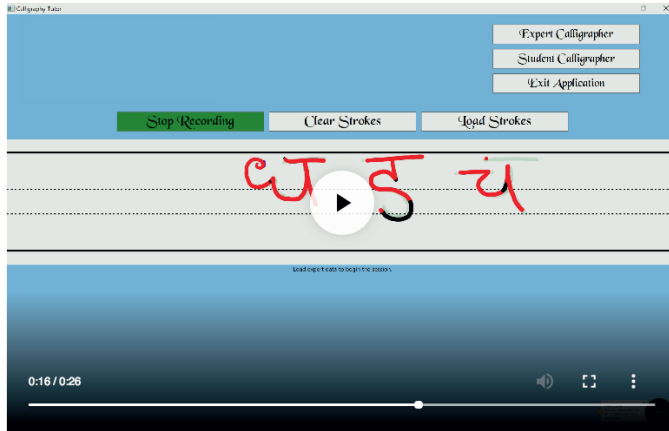 Calligraphy Tutor
Expert Calligrapher
Student Calligrapher
Exit Application
Stop Recording Clear Strokes Load Strokes
Load expert data to begin the session.
0:16 / 0:26